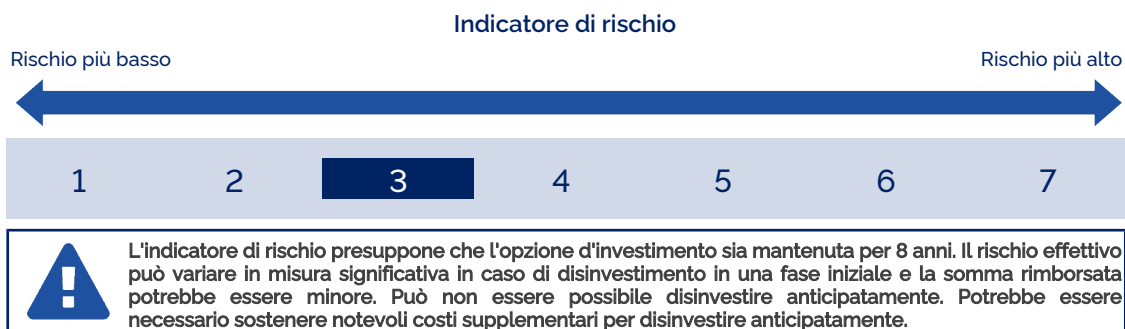 Indicatore di rischio
Rischio più basso
Rischio più alto
1 2 3 4 5 6 7
L'indicatore di rischio presuppone che l'opzione d'investimento sia mantenuta per 8 anni. Il rischio effettivo
può variare in misura significativa in caso di disinvestimento in una fase iniziale e la somma rimborsata
potrebbe essere minore. Può non essere possibile disinvestire anticipatamente. Potrebbe essere
necessario sostenere notevoli costi supplementari per disinvestire anticipatamente.